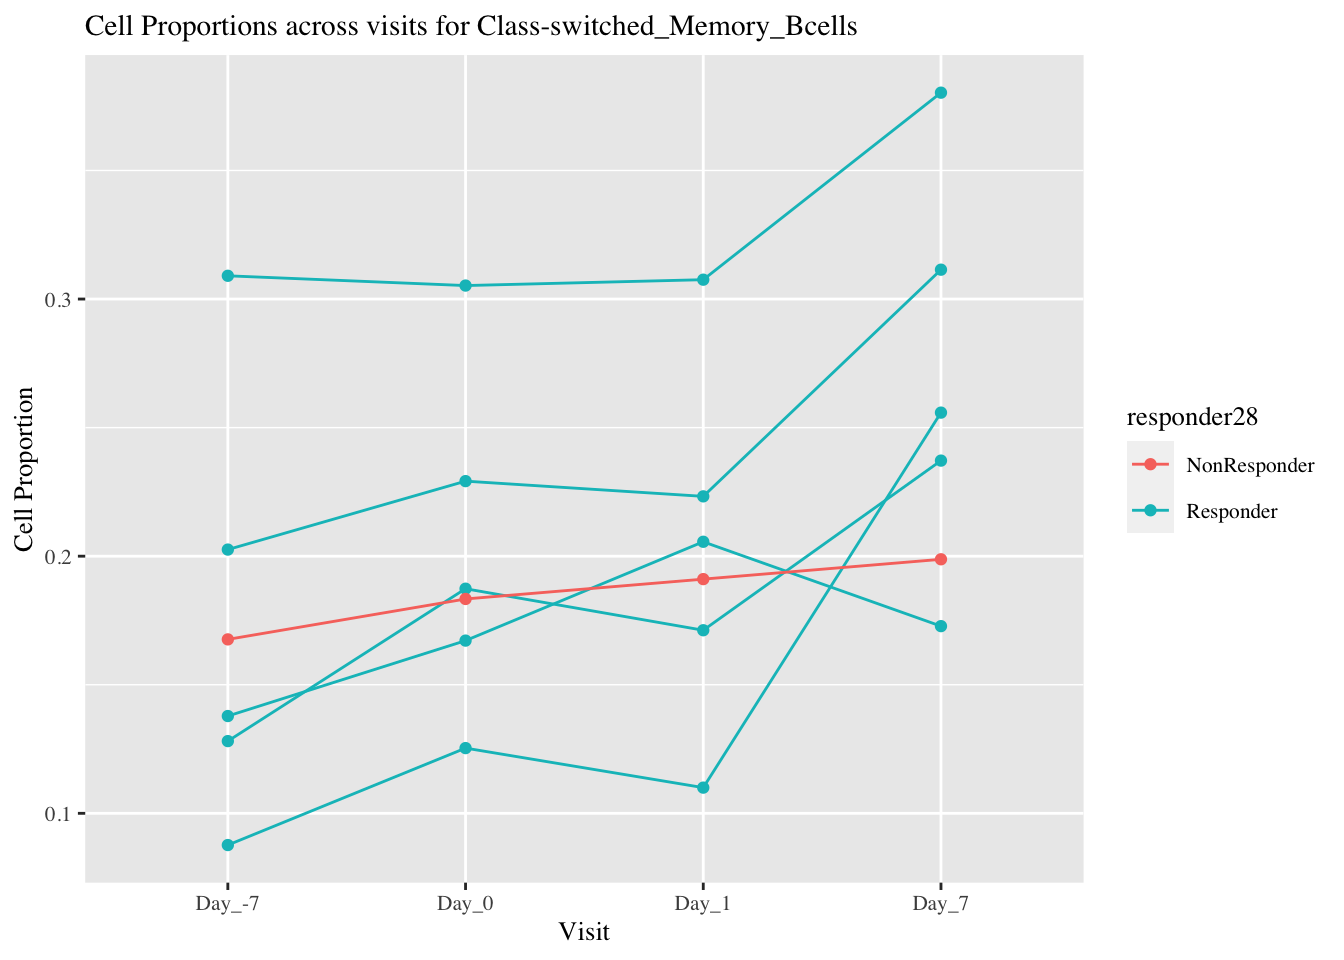 Cell Proportions across visits for Class-switched_Memory_Bcells
Cell Proportion
0.3
0.2
0.1
Day_-7
Day_0
Day_1
Day_7
Visit
responder28
NonResponder
Responder